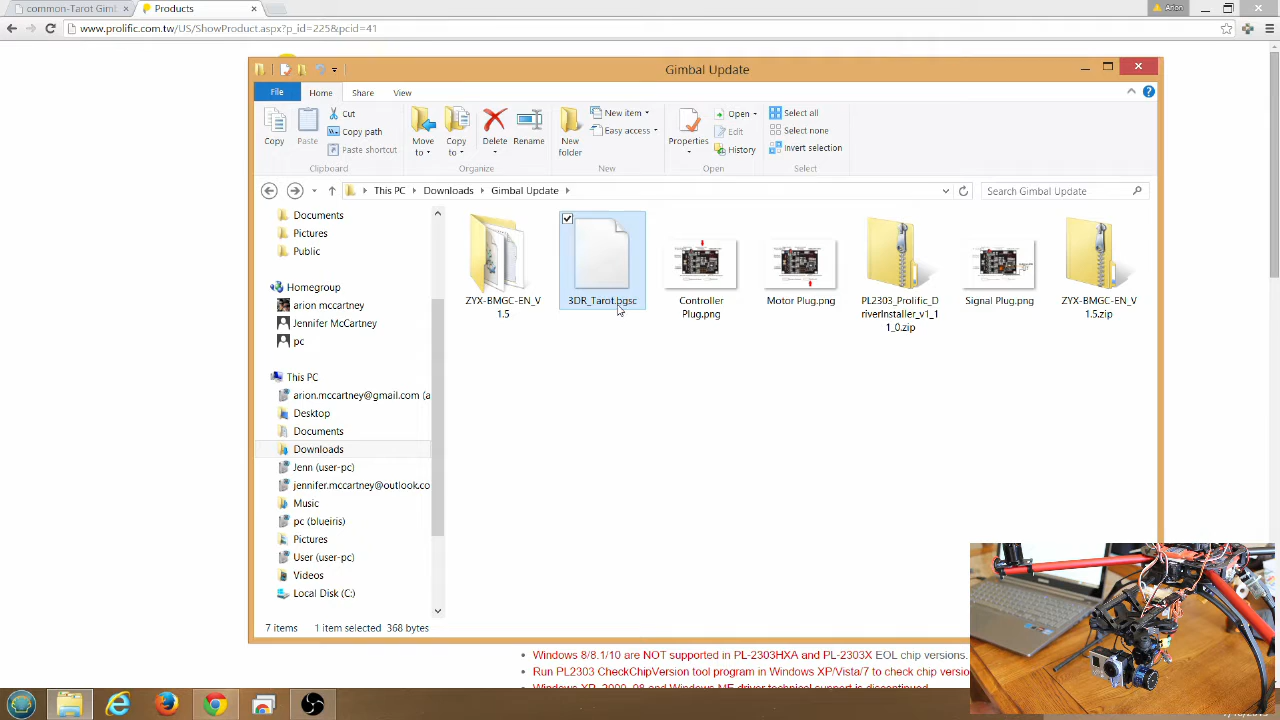 common-Tarot Gimb
Products
Arion
www.prolific.com.tw/US/ShowProduct.aspx?p_id=225&pcid=41
Gimbal Update
File
Home
Share
View
Copy
Paste
Cut
Copy path
Paste shortcut
Clipboard
Move to
Copy to
Delete
Rename
Organize
New folder
New item
Easy access
New
Properties
Open
Edit
History
Open
Select all
Select none
Invert selection
Select
This PC
Downloads
Gimbal Update
Search Gimbal Update
Documents
Pictures
Public
Homegroup
arion mccartney
Jennifer McCartney
pc
This PC
arion.mccartney@gmail.com (a
Desktop
Documents
Downloads
Jenn (user-pc)
jennifer.mccartney@outlook.co
Music
pc (blueiris)
Pictures
User (user-pc)
Videos
Local Disk (C:)
ZYX-BMGC-EN_V
1.5
3DR_Tarot.bgsc
Controller
Plug.png
Motor Plug.png
PL2303_Prolific_D
riverInstaller_v1_1
1_0.zip
Signal Plug.png
ZYX-BMGC-EN_V
1.5.zip
7 items
1 item selected 368 bytes
Windows 8/8.1/10 are NOT supported in PL-2303HXA and PL-2303X EOL chip versions.
Run PL2303 CheckChipVersion tool program in Windows XP/Vista/7 to check chip versio